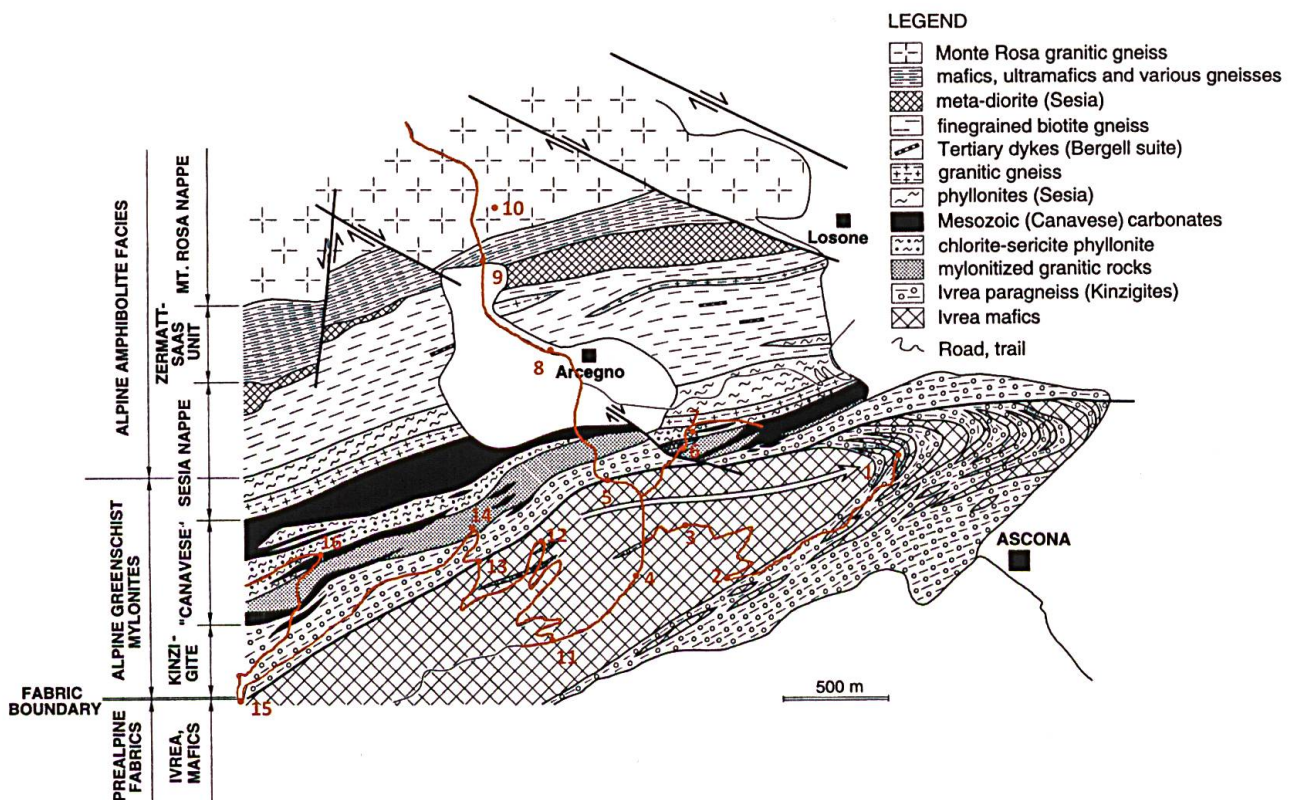 LEGEND
Monte Rosa granitic gneiss
mafics, ultramafics and various gneisses
meta-diorite (Sesia)
finegrained biotite gneiss
Tertiary dykes (Bergell suite)
granitic gneiss
phyllonites (Sesia)
Mesozoic (Canavese) carbonates
chlorite-sericite phyllonite
mylonitized granitic rocks
Ivrea paragneiss (Kinzigites)
Ivrea mafics
Road, trail
ALPINE AMPHIBOLITE FACIES
ALPINE GREENSCHIST
MYLONITES
PREALPINE
FABRICS
FABRIC
BOUNDARY
MT. ROSA NAPPE
ZERMATT-
SAAS
UNIT
SESIA NAPPE
"CANAVESE"
KINZI-
GITE
IVREA,
MAFICS
10
Losone
9
8
Arcegno
7
6
1
5
14
3
12
16
13
2
4
ASCONA
11
15
500 m